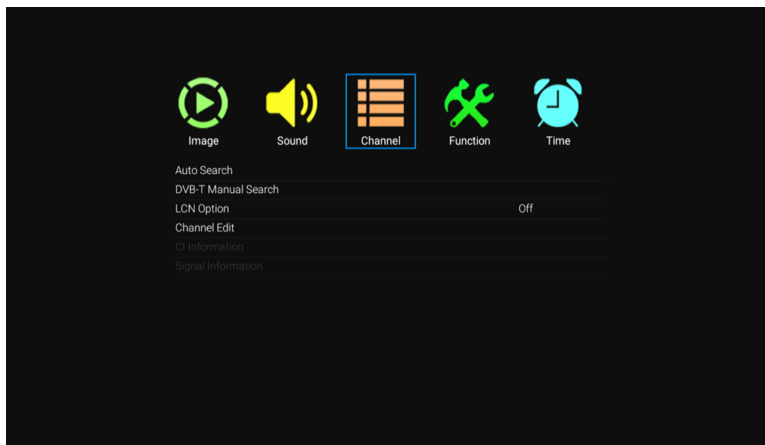 Image Sound Channel Function Time
Auto Search
DVB-T Manual Search
LCN Option Off
Channel Edit
CI Information
Signal Information